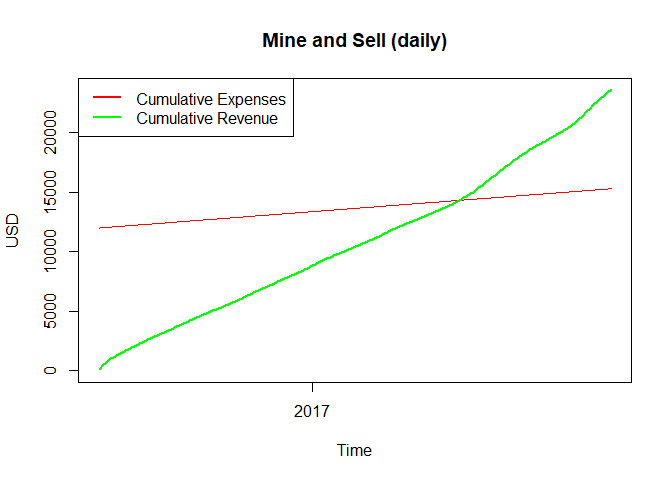 Mine and Sell (daily)
Cumulative Expenses
Cumulative Revenue
20000
15000
10000
5000
0
USD
2017
Time